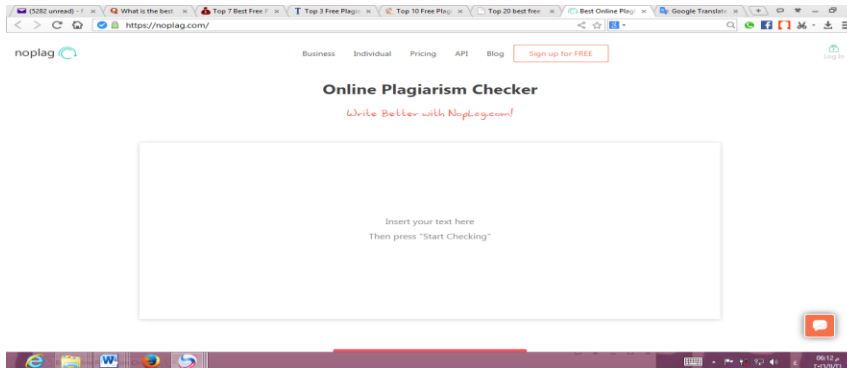 (5282 unread) - Y
What is the best
Top 7 Best Free P
Top 3 Free Plagi
Top 10 Free Plag
Top 20 best free
Best Online Plagi
Google Translate
https://noplag.com/
noplag
Business Individual Pricing API Blog Sign up for FREE
Log In
Online Plagiarism Checker
Write Better with NopLag.com!
Insert your text here
Then press "Start Checking"
06:12 م